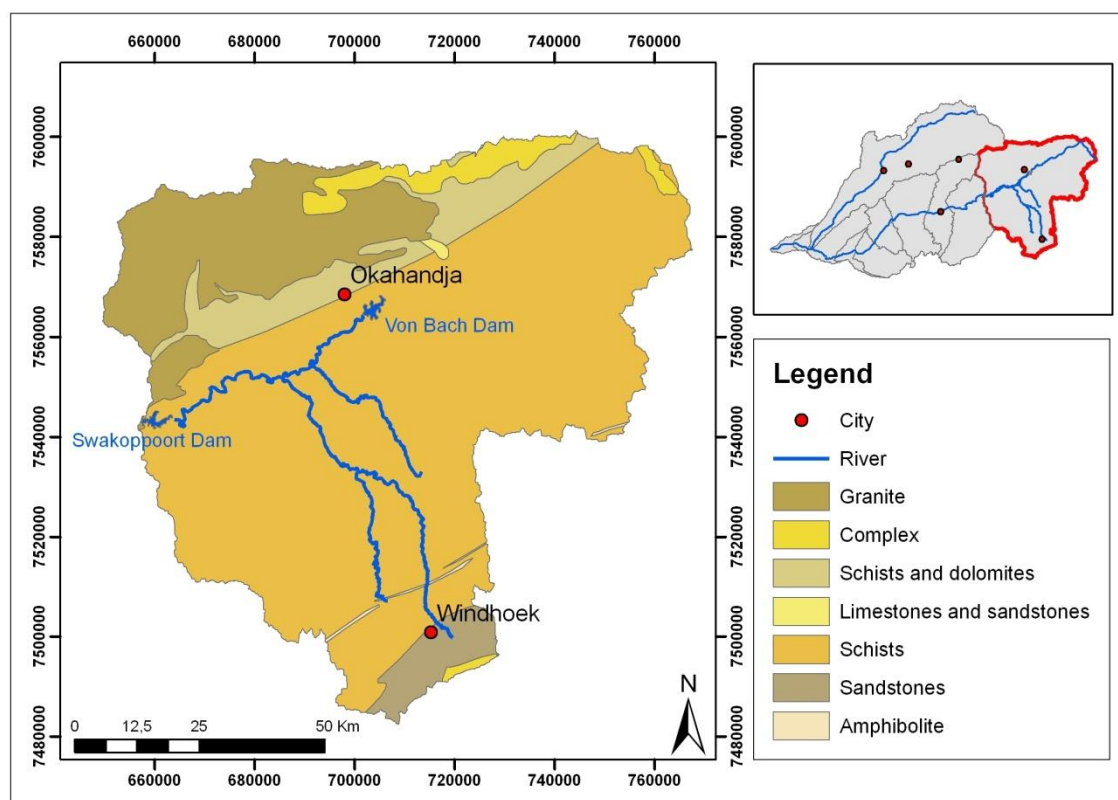 660000 680000 700000 720000 740000 760000
7600000
7600000
7580000
7580000
Okahandja
Von Bach Dam
7560000
7560000
Swakoppoort Dam
7540000
7540000
7520000
7520000
Windhoek
7500000
7500000
0 12,5 25 50 Km
N
7480000
7480000
660000 680000 700000 720000 740000 760000
Legend
City
River
Granite
Complex
Schists and dolomites
Limestones and sandstones
Schists
Sandstones
Amphibolite